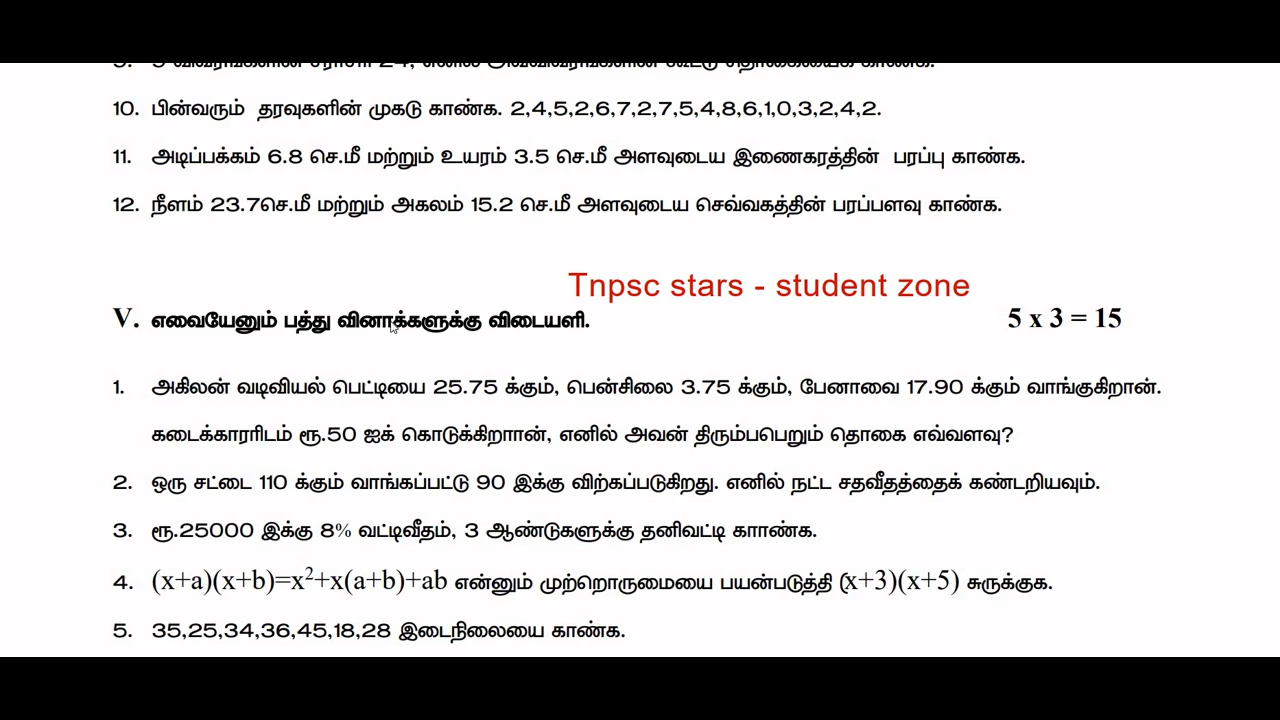 10. பின்வரும் தரவுகளின் முகடு காண்க. 2,4,5,2,6,7,2,7,5,4,8,6,1,0,3,2,4,2.
11. அடிப்பக்கம் 6.8 செ.மீ மற்றும் உயரம் 3.5 செ.மீ அளவுடைய இணைகரத்தின் பரப்பு காண்க.
12. நீளம் 23.7செ.மீ மற்றும் அகலம் 15.2 செ.மீ அளவுடைய செவ்வகத்தின் பரப்பளவு காண்க.
Tnpsc stars - student zone
V. எவையேனும் பத்து வினாக்களுக்கு விடையளி. 5 x 3 = 15
1. அகிலன் வடிவியல் பெட்டியை 25.75 க்கும், பென்சிலை 3.75 க்கும், பேனாவை 17.90 க்கும் வாங்குகிறான்.
கடைக்காரரிடம் ரூ.50 ஐக் கொடுக்கிறாான், எனில் அவன் திரும்பபெறும் தொகை எவ்வளவு?
2. ஒரு சட்டை 110 க்கும் வாங்கப்பட்டு 90 இக்கு விற்கப்படுகிறது. எனில் நட்ட சதவீதத்தைக் கண்டறியவும்.
3. ரூ.25000 இக்கு 8% வட்டிவீதம், 3 ஆண்டுகளுக்கு தனிவட்டி காாண்க.
4. (x+a)(x+b)=x²+x(a+b)+ab என்னும் முற்றொருமையை பயன்படுத்தி (x+3)(x+5) சுருக்குக.
5. 35,25,34,36,45,18,28 இடைநிலையை காண்க.